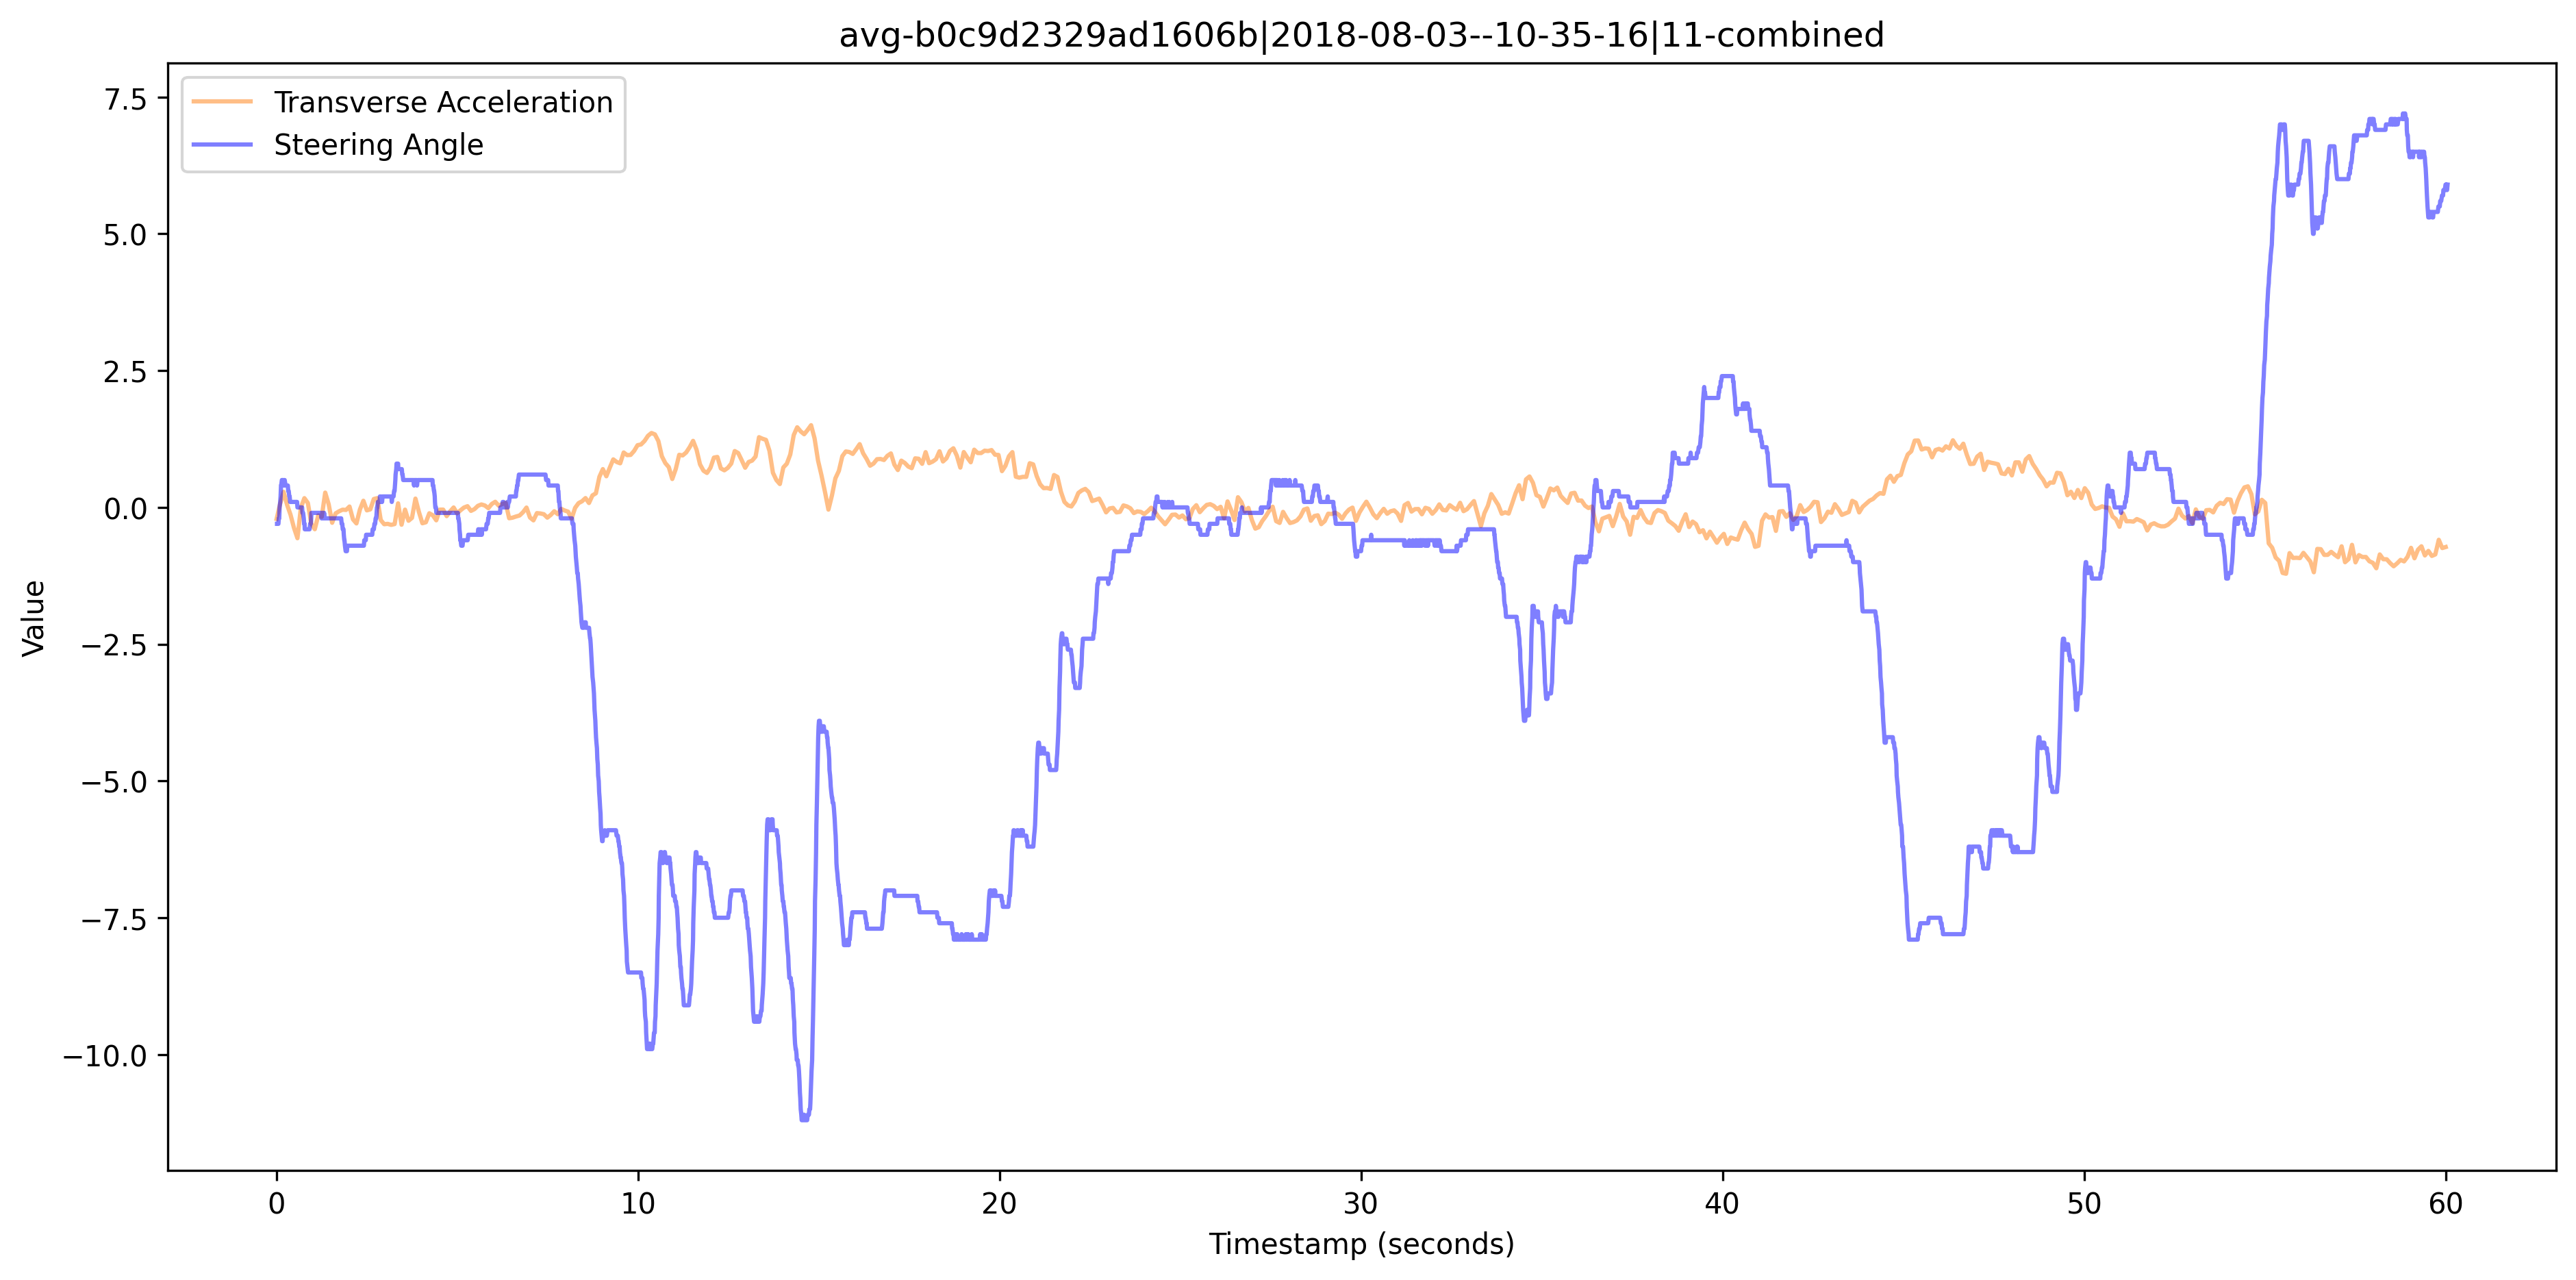 avg-b0c9d2329ad1606b|2018-08-03--10-35-16|11-combined
Transverse Acceleration
Steering Angle
7.5
5.0
2.5
0.0
−2.5
−5.0
−7.5
−10.0
Value
0 10 20 30 40 50 60
Timestamp (seconds)